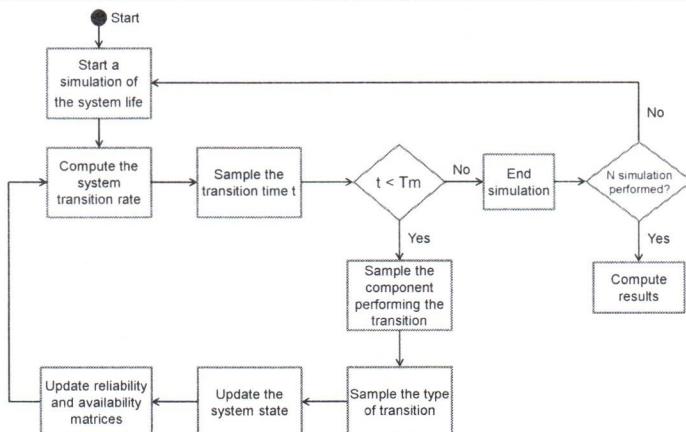 Start
Start a
simulation of
the system life
No
Compute the
system
transition rate
Sample the
transition time t
t < Tm
No
End
simulation
N simulation
performed?
Yes
Yes
Sample the
component
performing the
transition
Compute
results
Update reliability
and availability
matrices
Update the
system state
Sample the type
of transition